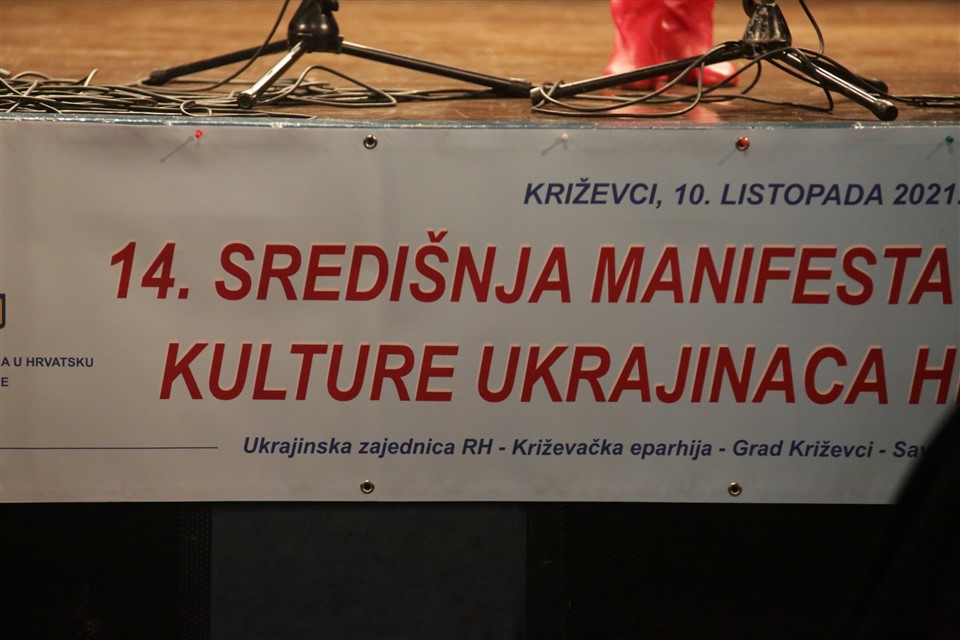 KRIŽEVCI, 10. LISTOPADA 2021.
14. SREDIŠNJA MANIFESTA
A U HRVATSKU
E
KULTURE UKRAJINACA
Ukrajinska zajednica RH - Križevačka eparhija - Grad Križevci - Sav